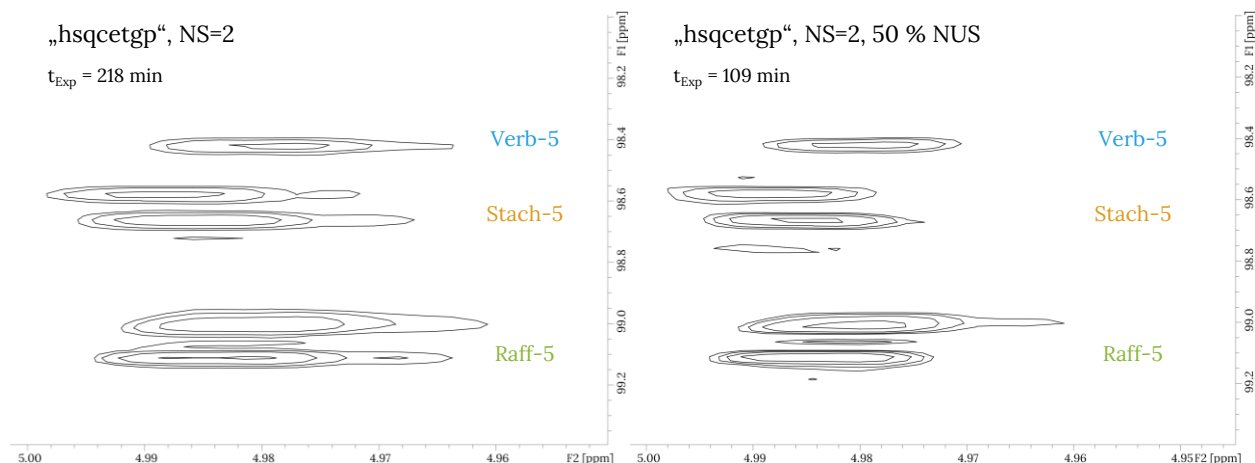 „hsqcetgp“, NS=2
tExp = 218 min
Verb-5
Stach-5
Raff-5
98.2
98.4
98.6
98.8
99.0
99.2
F1 [ppm]
5.00 4.99 4.98 4.97 4.96 F2 [ppm]
„hsqcetgp“, NS=2, 50 % NUS
tExp = 109 min
Verb-5
Stach-5
Raff-5
98.2
98.4
98.6
98.8
99.0
99.2
F1 [ppm]
5.00 4.99 4.98 4.97 4.96 4.95 F2 [ppm]